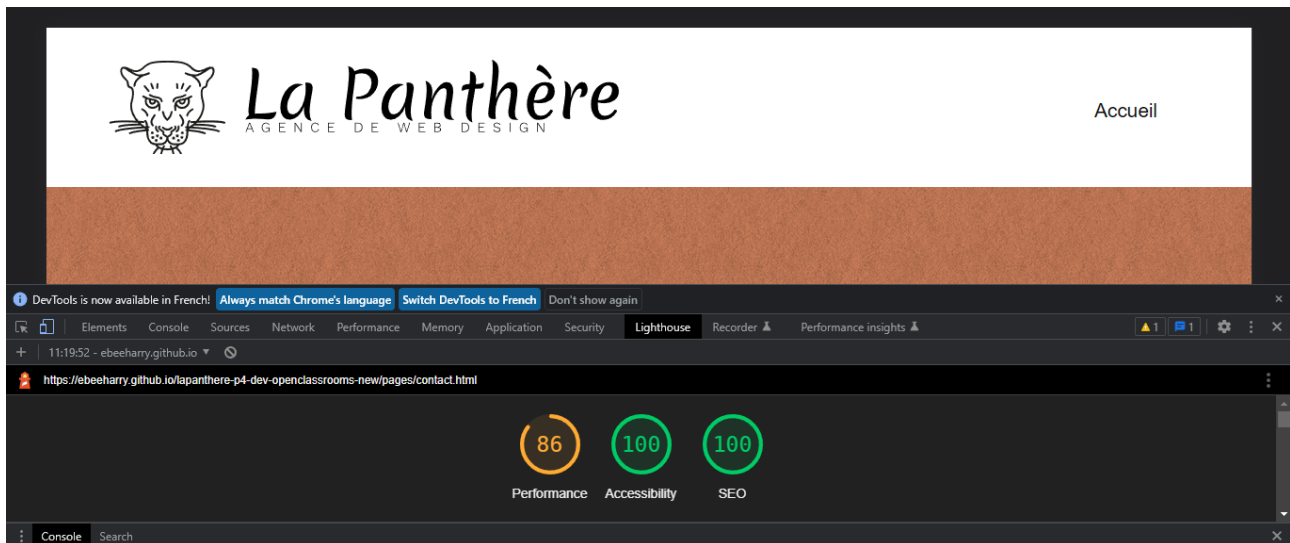 La Panthère
AGENCE DE WEB DESIGN
Accueil
DevTools is now available in French! Always match Chrome's language Switch DevTools to French Don't show again
Elements Console Sources Network Performance Memory Application Security Lighthouse Recorder Performance insights 1 1
11:19:52 - ebeeharry.github.io
https://ebeeharry.github.io/lapanthere-p4-dev-openclassrooms-new/pages/contact.html
86 100 100
Performance Accessibility SEO
Console Search